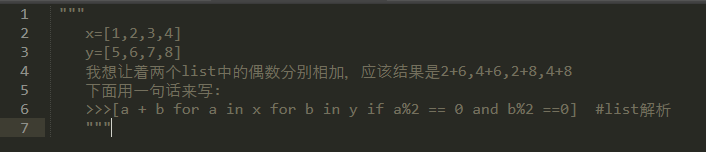 1 """
2 x=[1,2,3,4]
3 y=[5,6,7,8]
4 我想让着两个list中的偶数分别相加，应该结果是2+6,4+6,2+8,4+8
5 下面用一句话来写:
6 >>>[a + b for a in x for b in y if a%2 == 0 and b%2 ==0]  #list解析
7 """